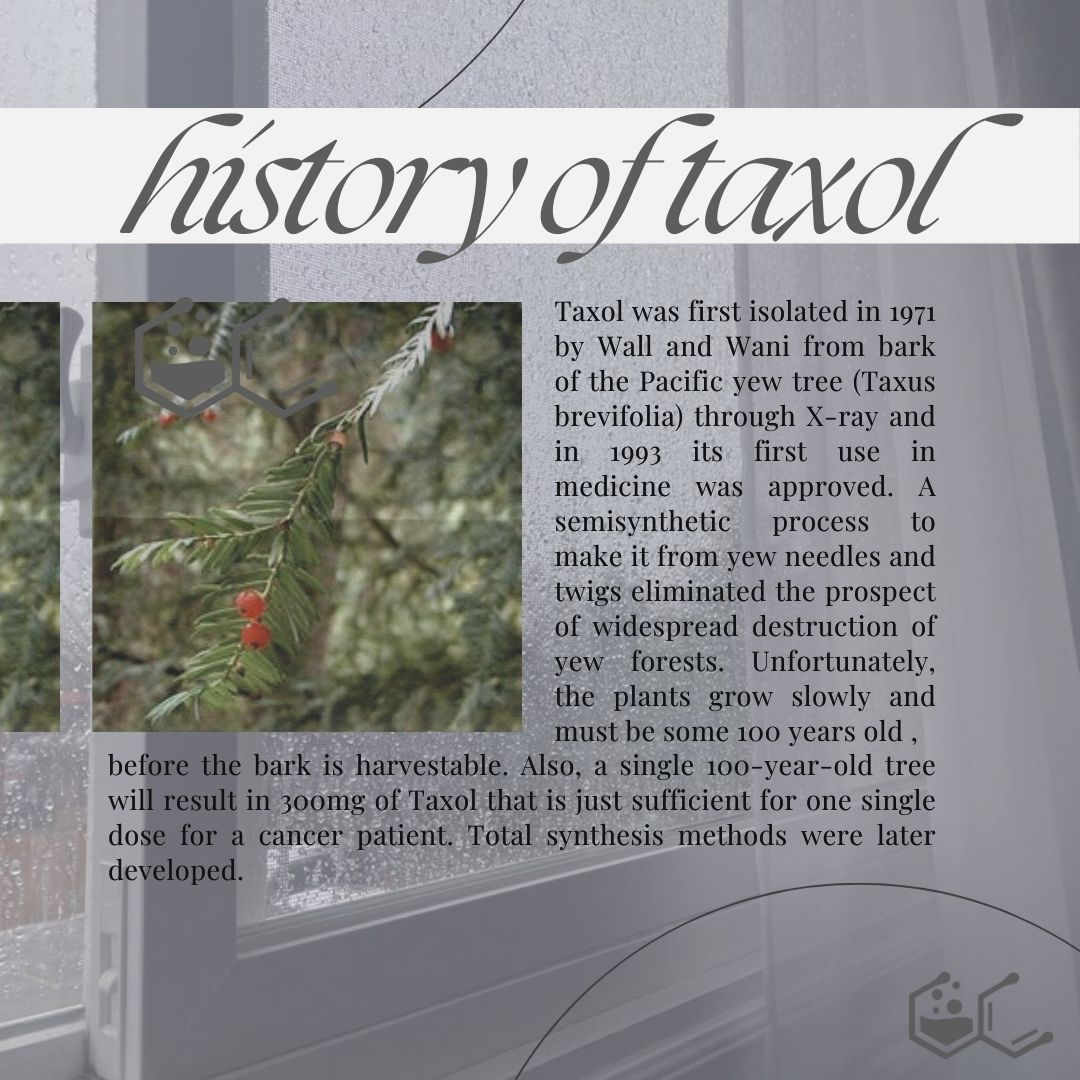 history of taxol
Taxol was first isolated in 1971
by Wall and Wani from bark
of the Pacific yew tree (Taxus
brevifolia) through X-ray and
in 1993 its first use in
medicine was approved. A
semisynthetic process to
make it from yew needles and
twigs eliminated the prospect
of widespread destruction of
yew forests. Unfortunately,
the plants grow slowly and
must be some 100 years old ,
before the bark is harvestable. Also, a single 100-year-old tree
will result in 300mg of Taxol that is just sufficient for one single
dose for a cancer patient. Total synthesis methods were later
developed.